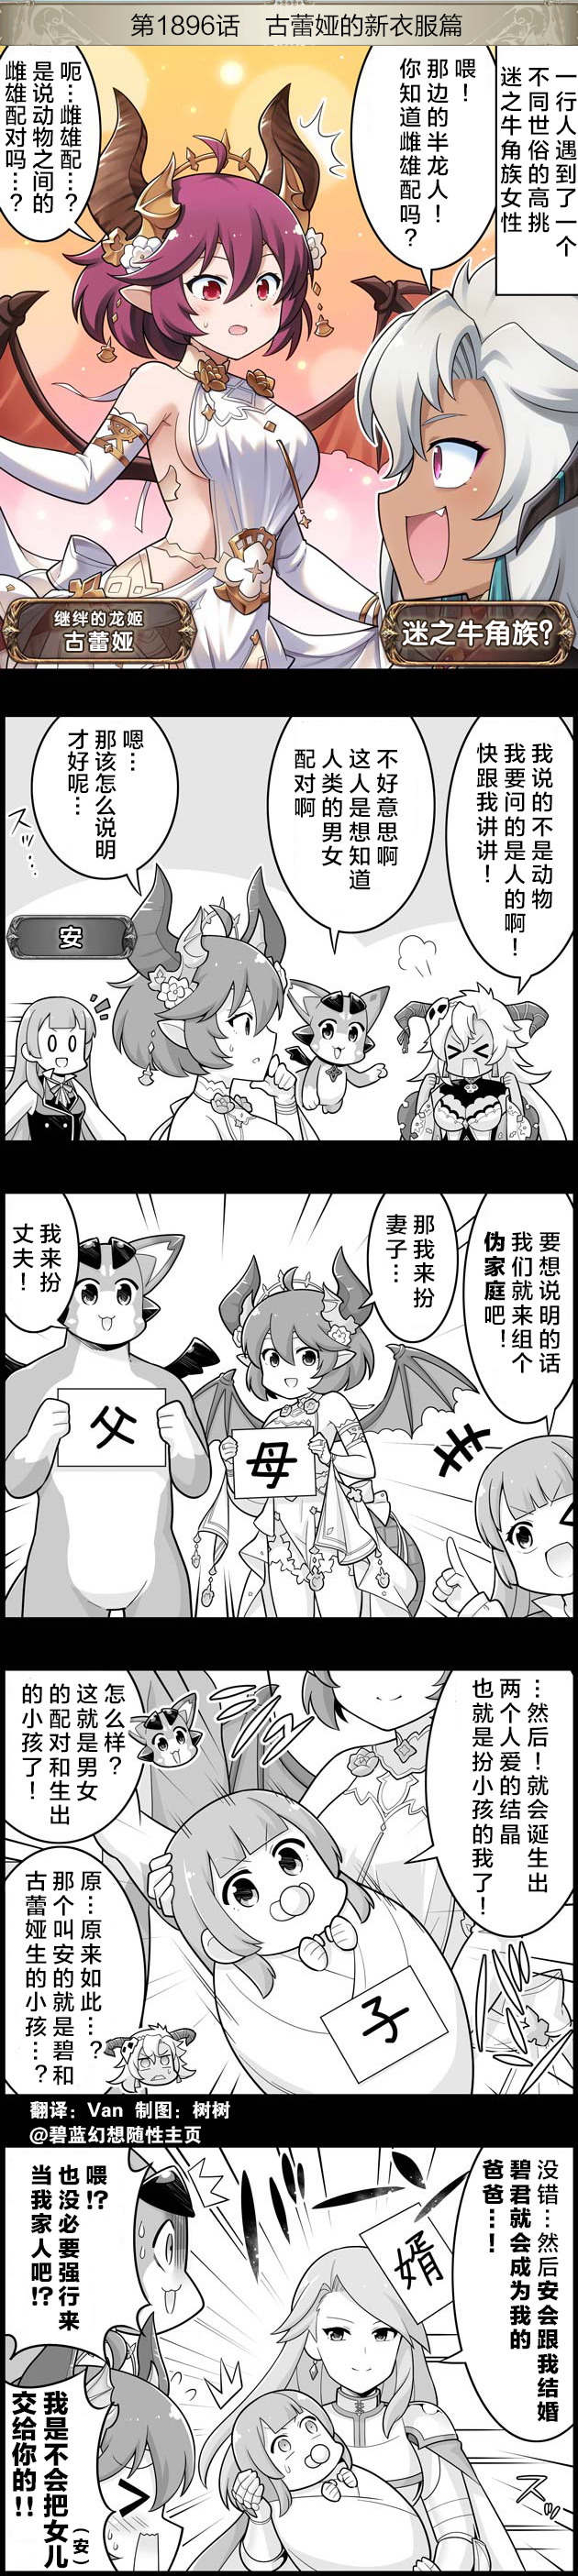 第1896话　古蕾娅的新衣服篇
一行人遇到了一个
不同世俗的高挑
迷之牛角族女性
喂！
那边的半龙人！
你知道雌雄配吗？
呃…雌雄配…？
是说动物之间的
雌雄配对吗…？
继绊的龙姬
古蕾娅
迷之牛角族?
我说的不是动物
我要问的是人的啊！
快跟我讲讲！
不好意思啊
这人是想知道
人类的男女
配对啊
嗯…
那该怎么说明
才好呢…
スッ…
安
要想说明的话
我们就来组个
伪家庭吧！
那我来扮
妻子…
我来扮
丈夫！
母
父
…然后！就会诞生出
两个人爱的结晶
也就是扮小孩的我了！
怎么样？
这就是男女
的配对和生出
的小孩了！
子
原…原来如此…？
那个叫安的就是碧和
古蕾娅生的小孩…？
翻译：Van 制图：树树
@碧蓝幻想随性主页
没错…然后安会跟我结婚
碧君就会成为我的
爸爸…！
婿
喂!?
也没必要强行来
当我家人吧!?
スッ
我是不会把女儿
（安）
交给你的!!